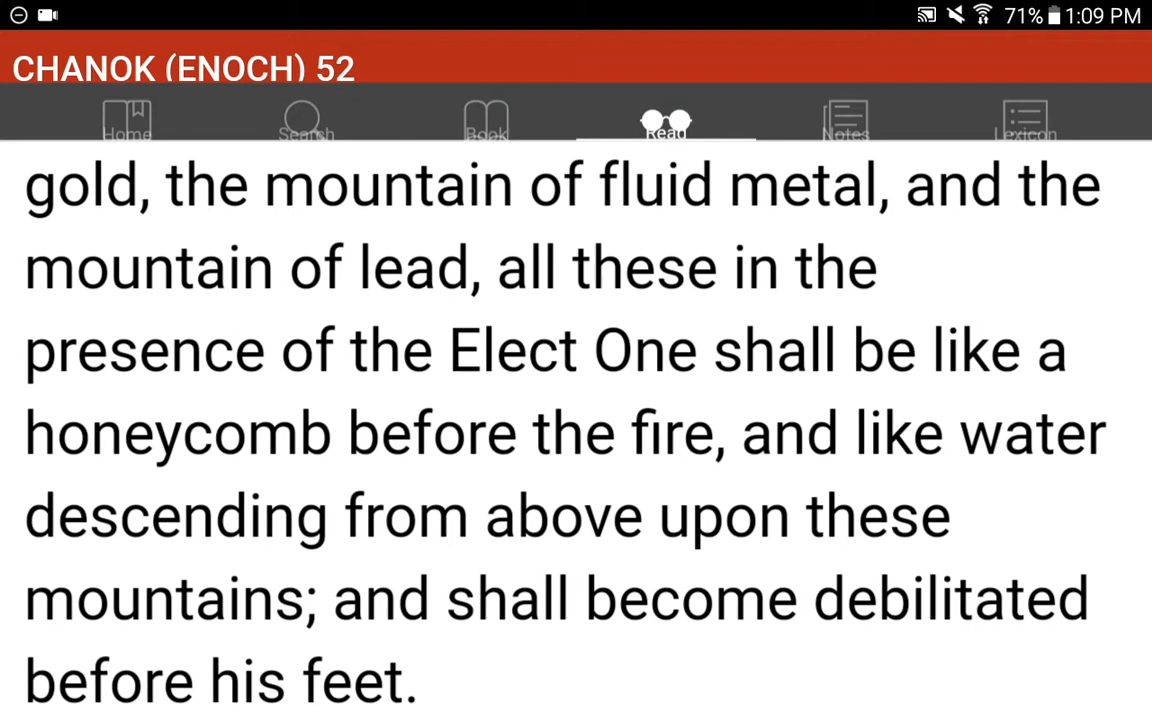 71% 1:09 PM
CHANOK (ENOCH) 52
Home Search Book Read Notes Lexicon
gold, the mountain of fluid metal, and the
mountain of lead, all these in the
presence of the Elect One shall be like a
honeycomb before the fire, and like water
descending from above upon these
mountains; and shall become debilitated
before his feet.